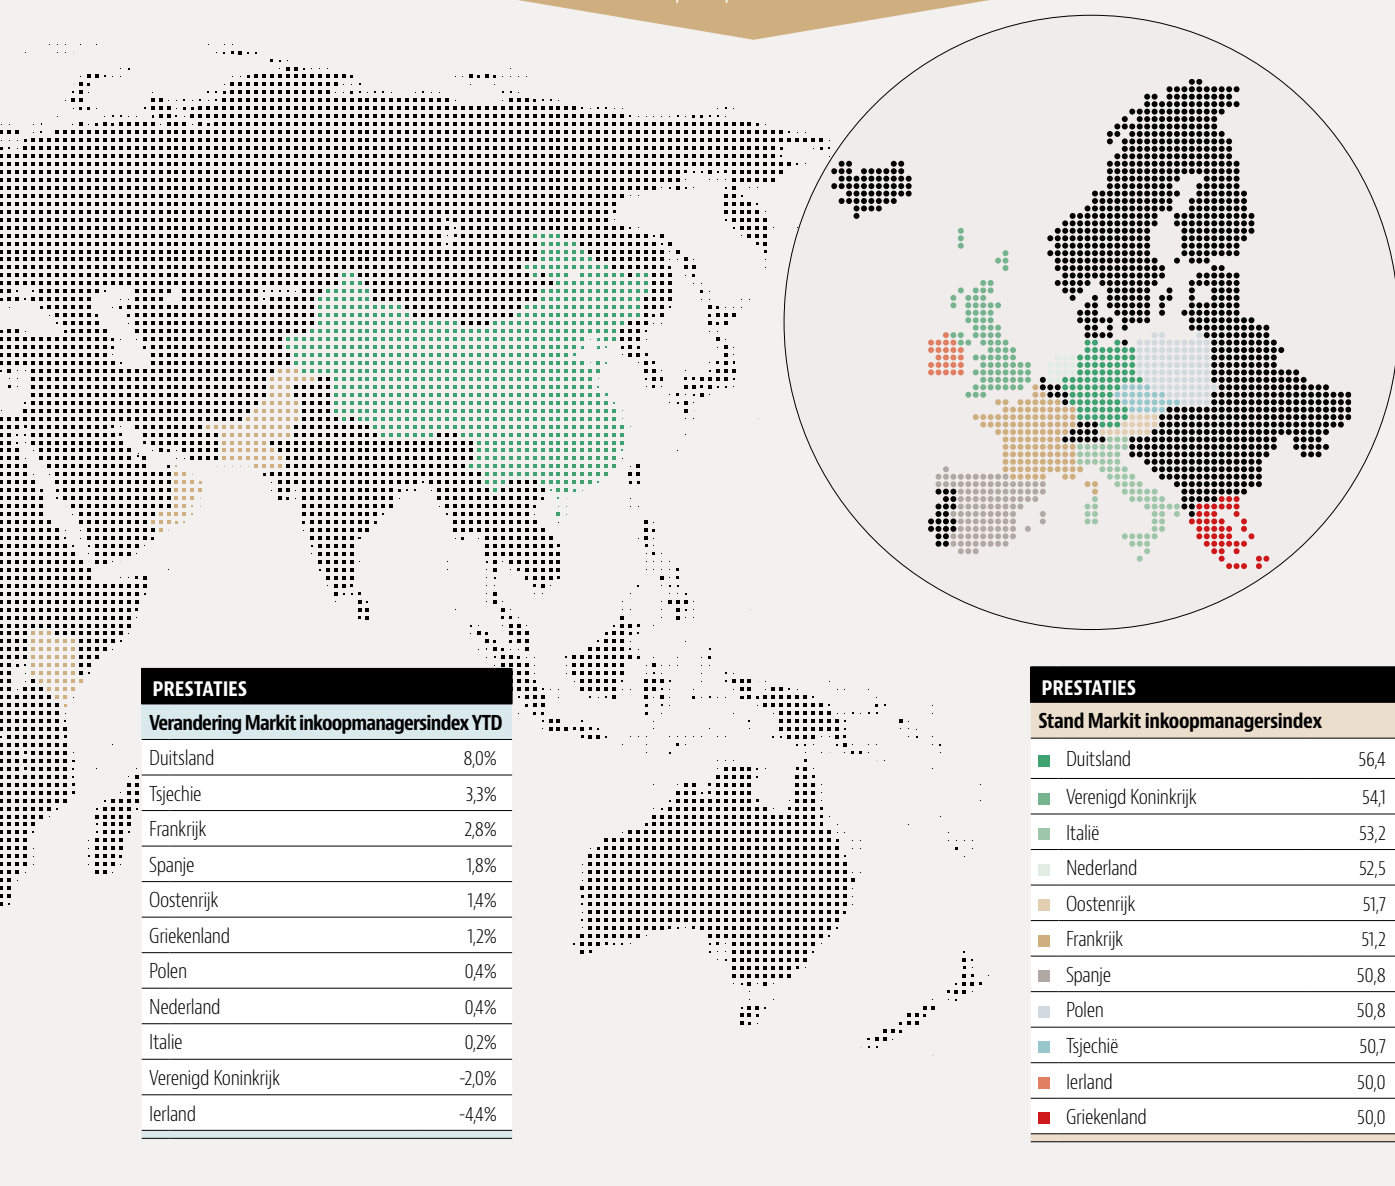 PRESTATIES
Verandering Markit inkoopmanagersindex YTD
Duitsland 8,0%
Tsjechie 3,3%
Frankrijk 2,8%
Spanje 1,8%
Oostenrijk 1,4%
Griekenland 1,2%
Polen 0,4%
Nederland 0,4%
Italie 0,2%
Verenigd Koninkrijk -2,0%
Ierland -4,4%
PRESTATIES
Stand Markit inkoopmanagersindex
Duitsland 56,4
Verenigd Koninkrijk 54,1
Italië 53,2
Nederland 52,5
Oostenrijk 51,7
Frankrijk 51,2
Spanje 50,8
Polen 50,8
Tsjechië 50,7
Ierland 50,0
Griekenland 50,0